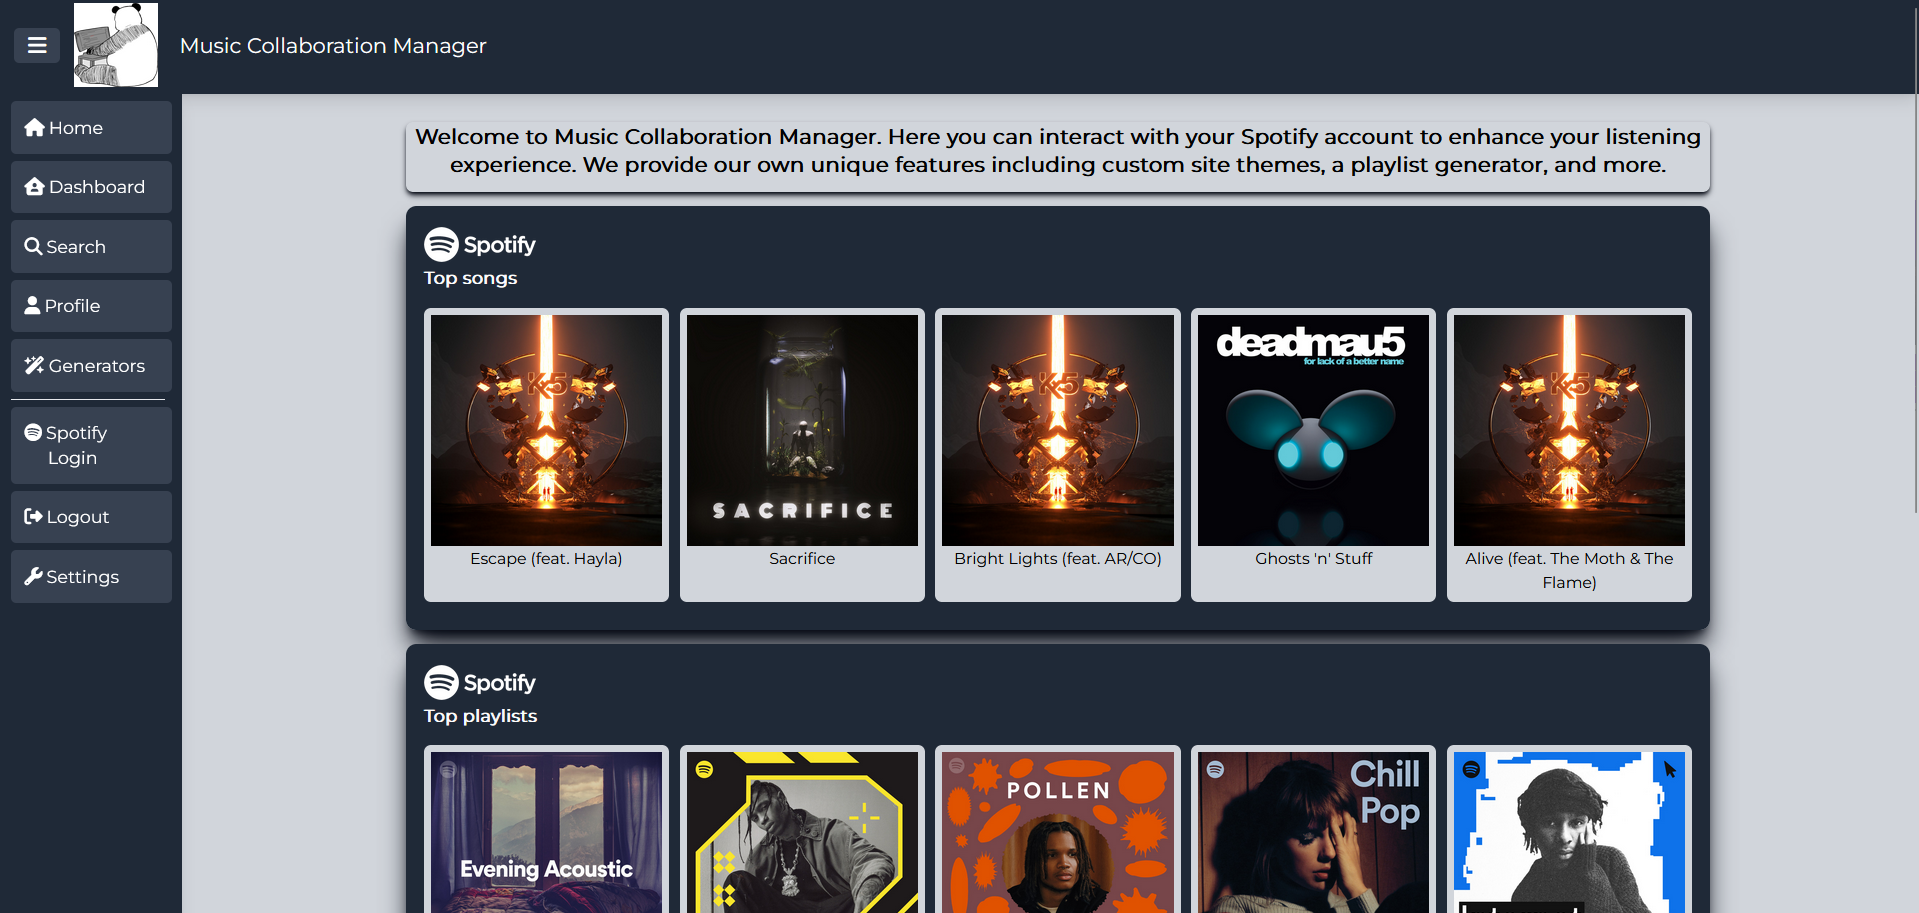 Music Collaboration Manager
Home
Dashboard
Search
Profile
Generators
Spotify
Login
Logout
Settings
Welcome to Music Collaboration Manager. Here you can interact with your Spotify account to enhance your listening
experience. We provide our own unique features including custom site themes, a playlist generator, and more.
Spotify
Top songs
K5
SACRIFICE
K5
deadmau5
for lack of a better name
K5
Escape (feat. Hayla)
Sacrifice
Bright Lights (feat. AR/CO)
Ghosts 'n' Stuff
Alive (feat. The Moth & The
Flame)
Spotify
Top playlists
Evening Acoustic
POLLEN
Chill
Pop